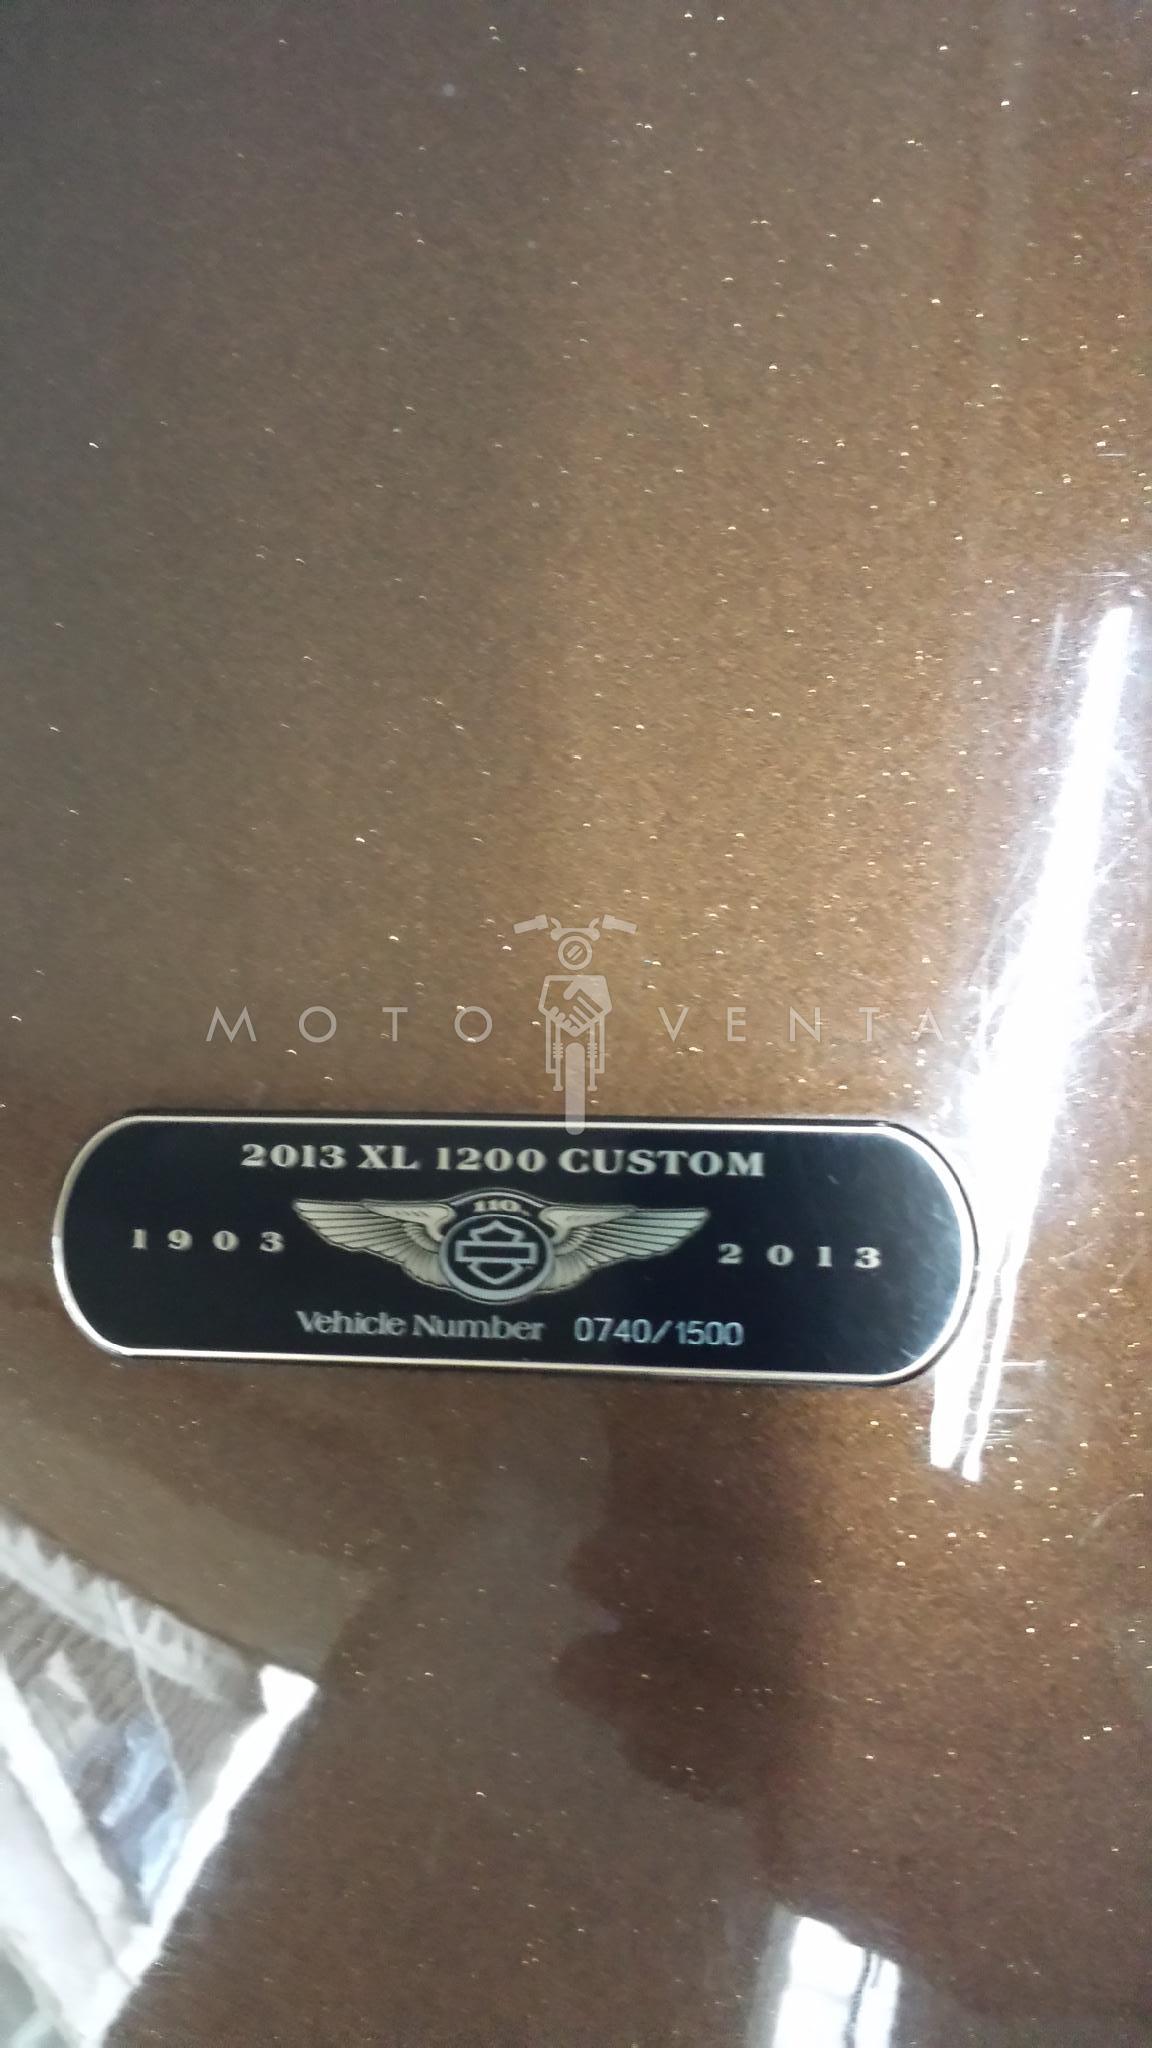 MOTO VENTA
2013 XL 1200 CUSTOM
110
1903 2013
Vehicle Number 0740/1500